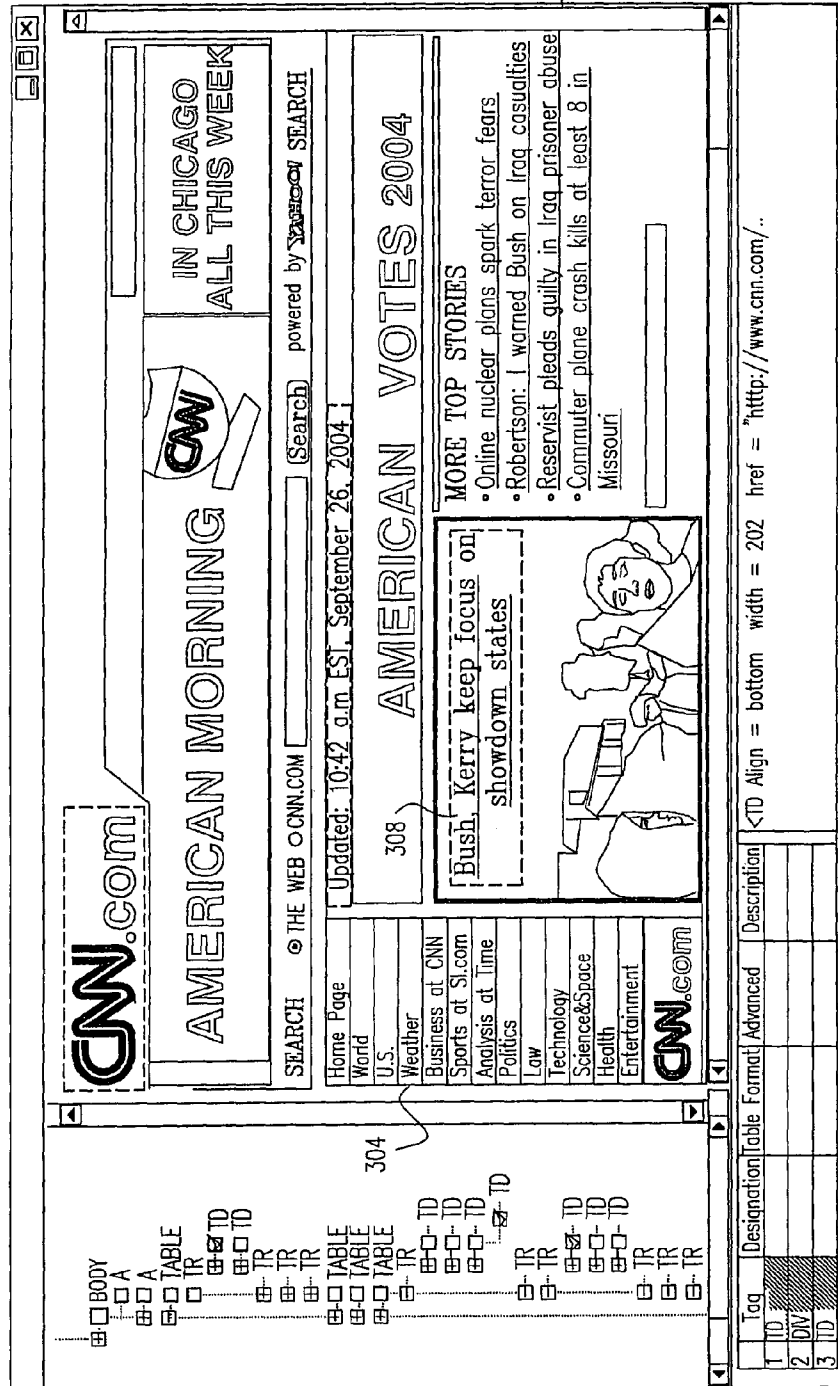 BODY
A
A
TABLE
TR
TD
TD
TR
TR
TR
TABLE
TABLE
TABLE
TR
TD
TD
TD
TD
TR
TR
TD
TD
TD
TR
TR
TR
304
CNN.com
AMERICAN MORNING
CNN
IN CHICAGO
ALL THIS WEEK
SEARCH THE WEB CNN.COM Search powered by YAHOO! SEARCH
Home Page
World
U.S.
Weather
Business at CNN
Sports at SI.com
Analysis at Time
Politics
Law
Technology
Science&Space
Health
Entertainment
CNN.com
Updated: 10:42 a.m EST, September 26, 2004
AMERICAN VOTES 2004
308
Bush, Kerry keep focus on
showdown states
MORE TOP STORIES
• Online nuclear plans spark terror fears
• Robertson: I warned Bush on Iraq casualties
• Reservist pleads guilty in Iraq prisoner abuse
• Commuter plane crash kills at least 8 in
Missouri
Tag Designation Table Format Advanced Description
1 TD
2 DIV
3 TD
<TD Align = bottom width = 202 href = "htttp://www.cnn.com/..